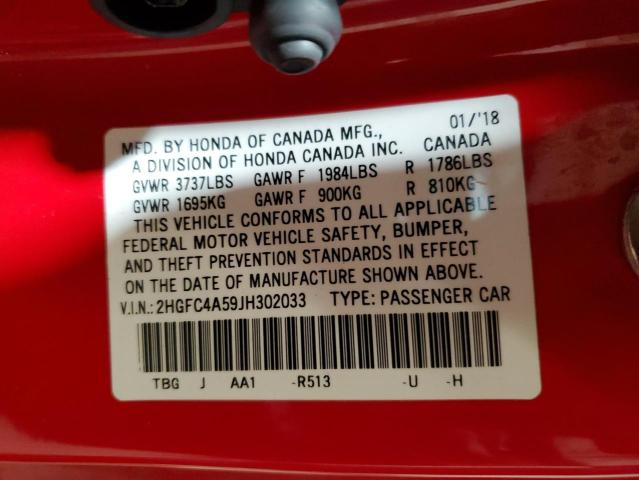 MFD. BY HONDA OF CANADA MFG., 01/'18
A DIVISION OF HONDA CANADA INC. CANADA
GVWR 3737LBS GAWR F 1984LBS R 1786LBS
GVWR 1695KG GAWR F 900KG R 810KG
THIS VEHICLE CONFORMS TO ALL APPLICABLE
FEDERAL MOTOR VEHICLE SAFETY, BUMPER,
AND THEFT PREVENTION STANDARDS IN EFFECT
ON THE DATE OF MANUFACTURE SHOWN ABOVE.
V.I.N.: 2HGFC4A59JH302033 TYPE: PASSENGER CAR
TBG J AA1 -R513 -U -H